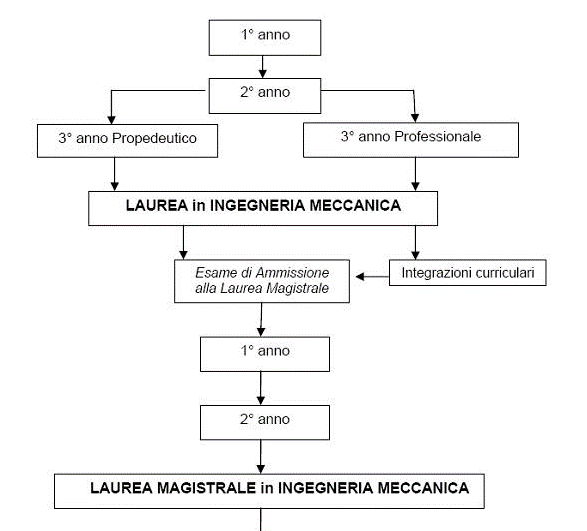 1° anno
2° anno
3° anno Propedeutico
3° anno Professionale
LAUREA in INGEGNERIA MECCANICA
Esame di Ammissione
alla Laurea Magistrale
Integrazioni curriculari
1° anno
2° anno
LAUREA MAGISTRALE in INGEGNERIA MECCANICA